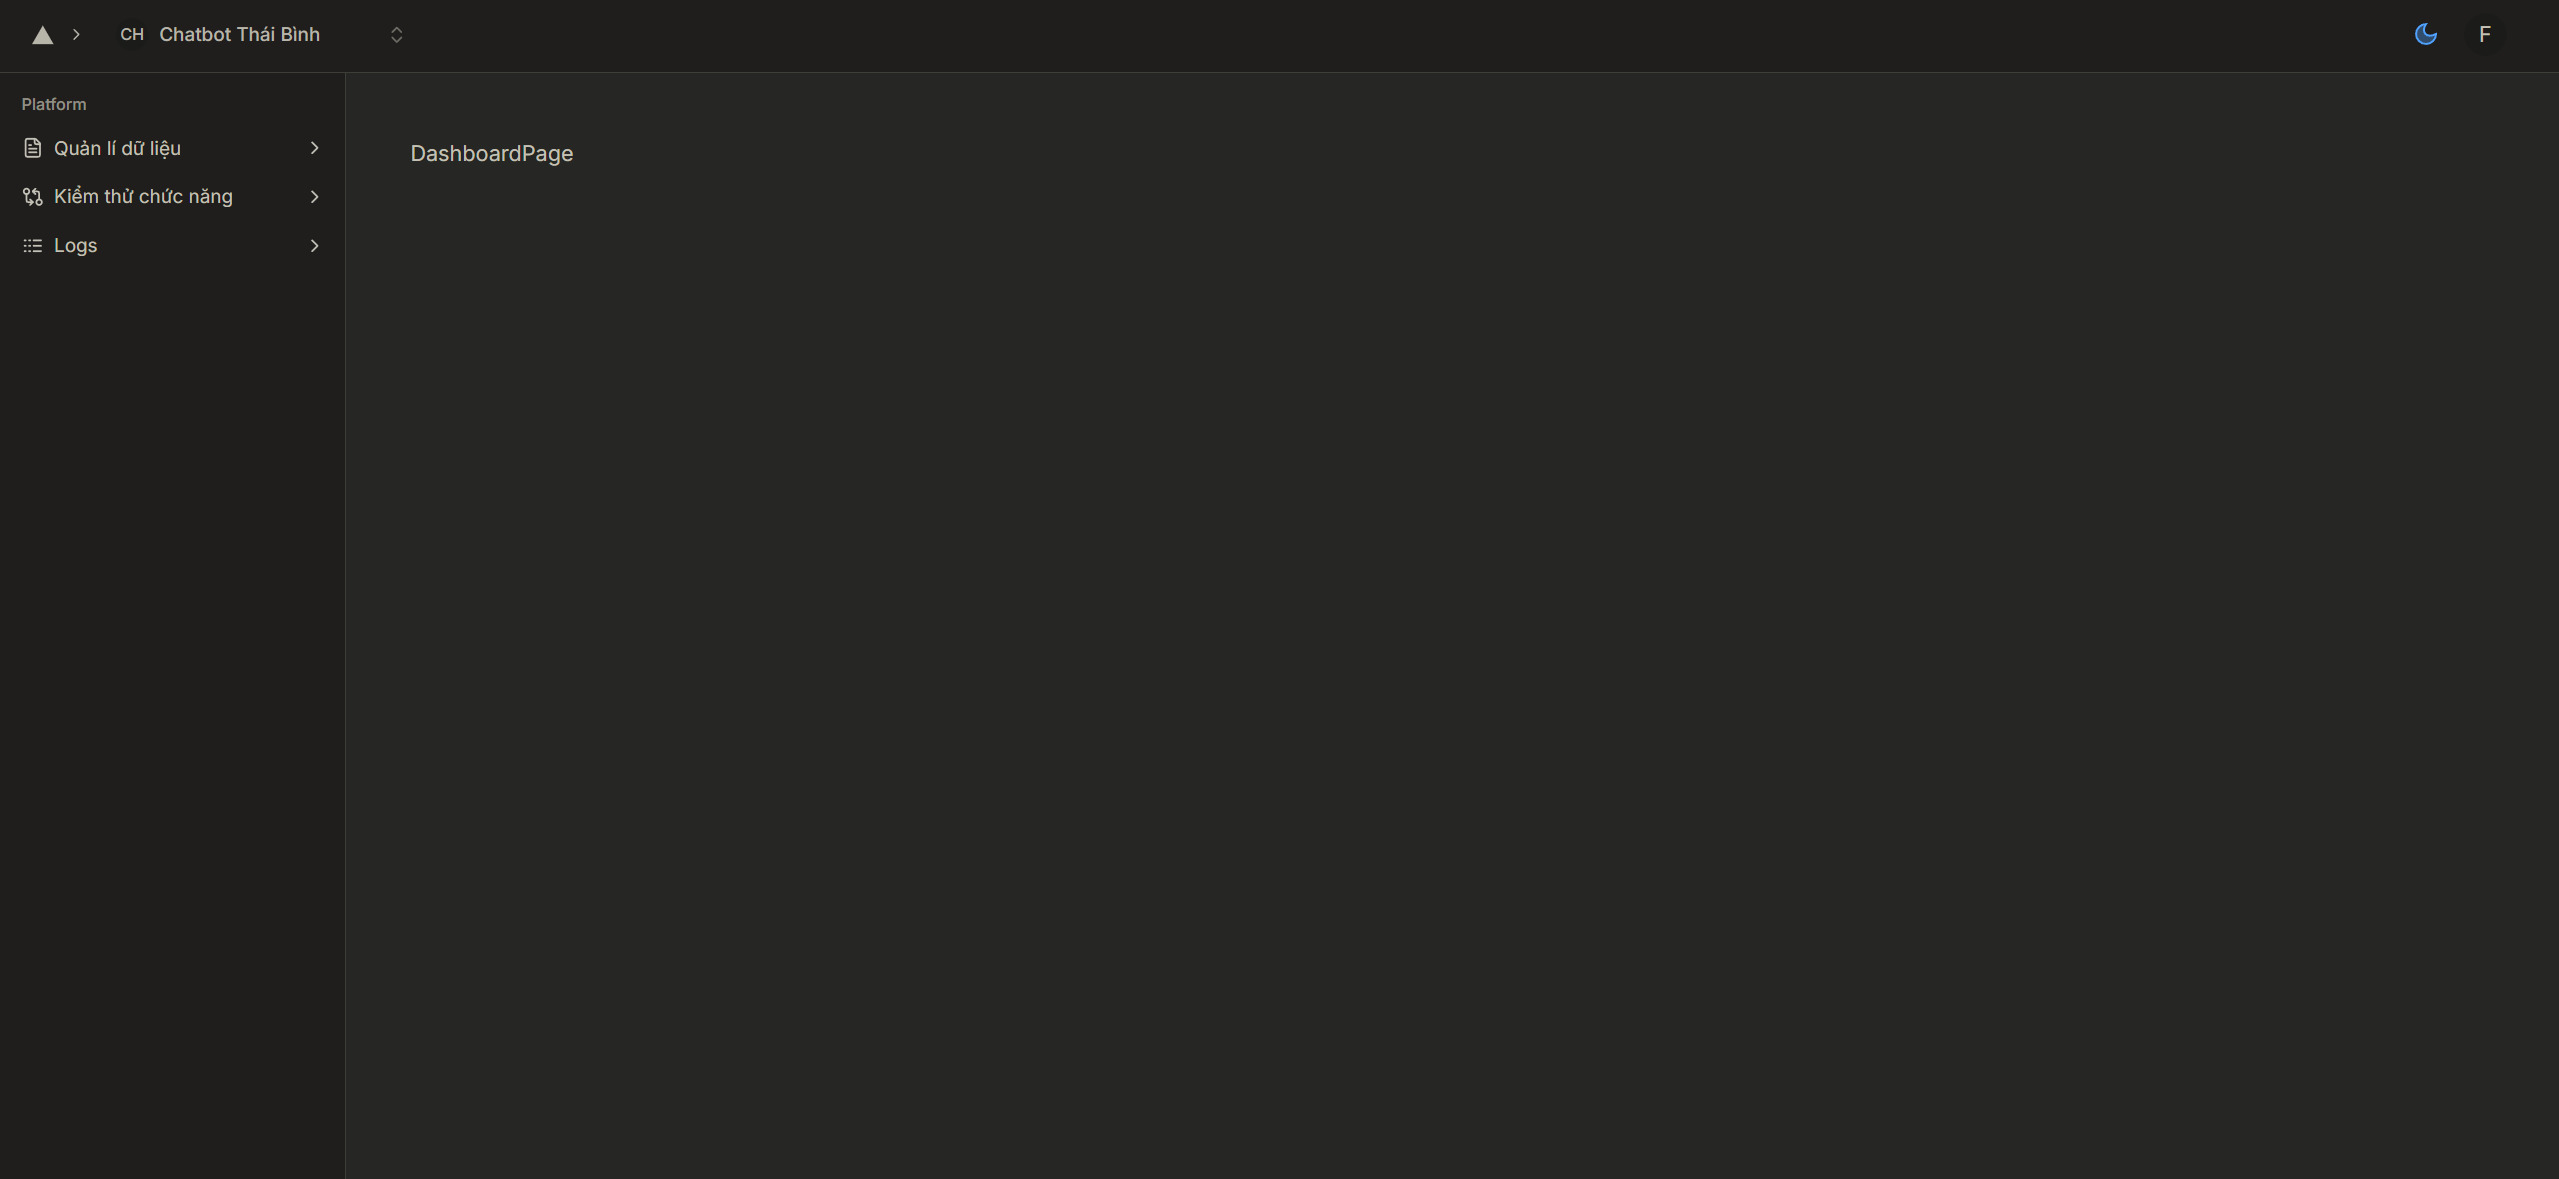 CH Chatbot Thái Bình
F
Platform
Quản lí dữ liệu
Kiểm thử chức năng
Logs
DashboardPage